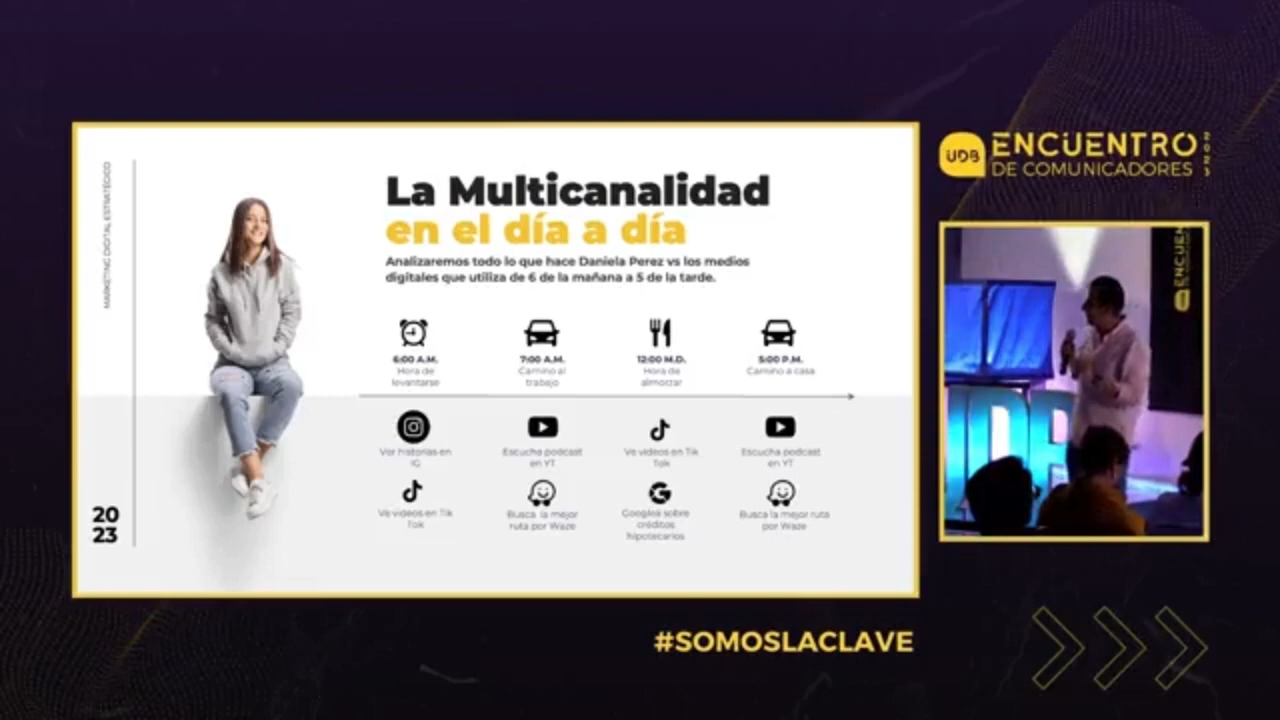 MARKETING DIGITAL ESTRATÉGICO
La Multicanalidad
en el día a día
Analizaremos todo lo que hace Daniela Perez vs los medios
digitales que utiliza de 6 de la mañana a 5 de la tarde.
6:00 A.M.
Hora de
levantarse
7:00 A.M.
Camino al
trabajo
12:00 M.D.
Hora de
almorzar
5:00 P.M.
Camino a casa
Ver historias en
IG
Escucha podcast
en YT
Ve videos en Tik
Tok
Escucha podcast
en YT
Ve videos en Tik
Tok
Busca la mejor
ruta por Waze
Googlea sobre
créditos
hipotecarios
Busca la mejor ruta
por Waze
20
23
UDB
ENCUENTRO
DE COMUNICADORES
2023
ENCUEN
#SOMOSLACLAVE